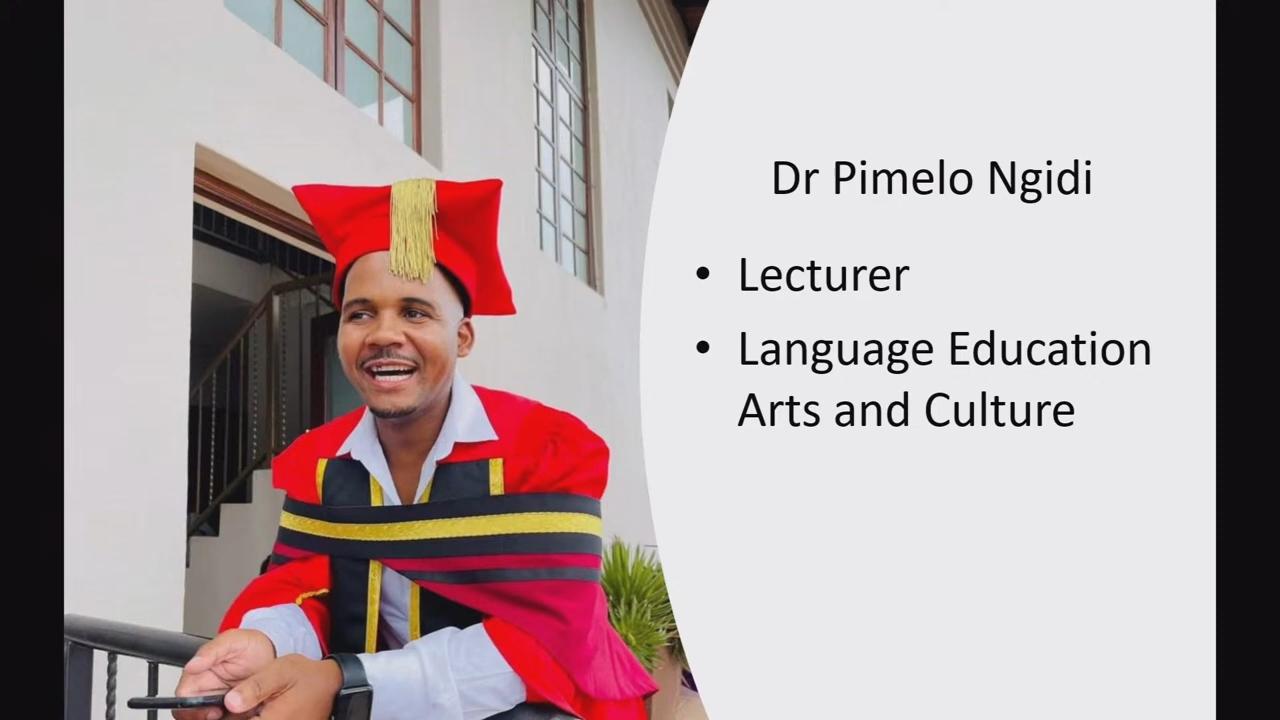 Dr Pimelo Ngidi
• Lecturer
• Language Education
Arts and Culture